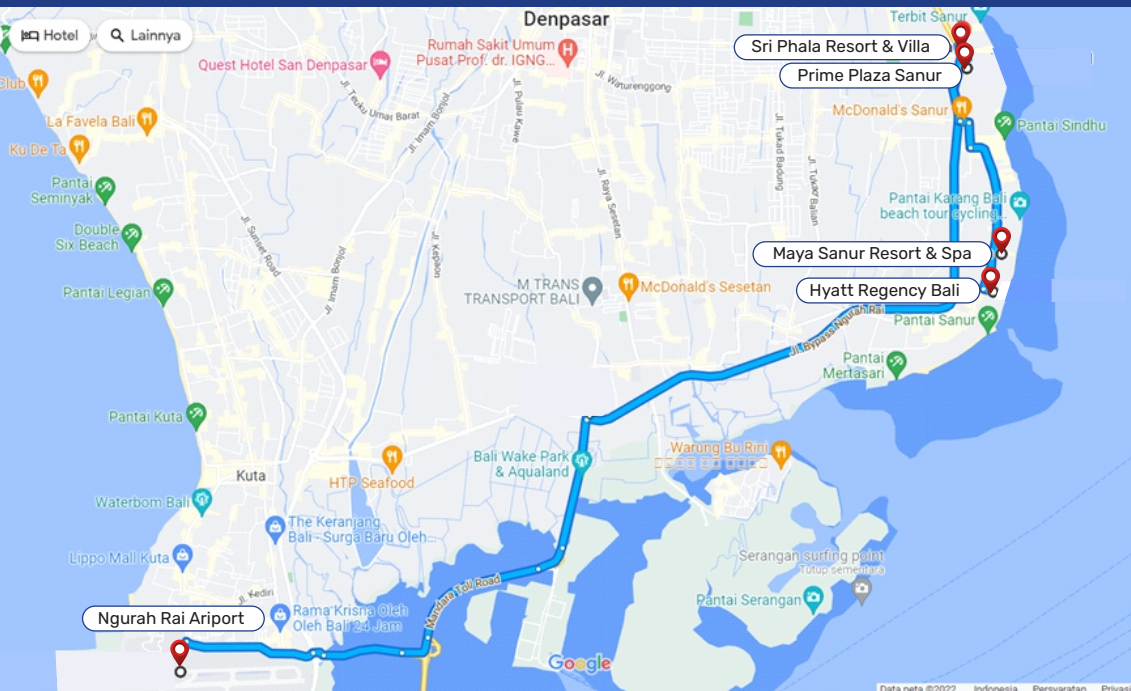 Denpasar
Terbit Sanur
Hotel
Lainnya
Sri Phala Resort & Villa
Rumah Sakit Umum
Pusat Prof. dr. IGNG...
Quest Hotel San Denpasar
Prime Plaza Sanur
Club
Jl. Teuku Umar Barat
Jl. Imam Bonjol
Jl. Pulau Kawe
Jl. Waturenggong
La Favela Bali
McDonald's Sanur
Pantai Sindhu
Ku De Ta
Jl. Tukad Badung
Jl. Tukad Balian
Pantai
Seminyak
Jl. Raya Sesetan
Pantai Karang Bali
beach tour cycling...
Double
Six Beach
Jl. Sunset Road
Jl. Imam Bonjol
Jl. Kepaon
Maya Sanur Resort & Spa
Pantai Legian
M TRANS
TRANSPORT BALI
McDonald's Sesetan
Hyatt Regency Bali
Jl. Bypass Ngurah Rai
Pantai Sanur
Pantai
Mertasari
Pantai Kuta
Kuta
HTP Seafood
Bali Wake Park
& Aqualand
Warung Bu Rini
Waterbom Bali
The Keranjang
Bali - Surga Baru Oleh...
Lippo Mall Kuta
Serangan surfing point
Tutup sementara
Jl. Kediri
Mandara Toll Road
Pantai Serangan
Ngurah Rai Ariport
Rama Krisna Oleh
Oleh Bali 24 Jam
Google
Data peta ©2022
Indonesia
Persyaratan
Privasi